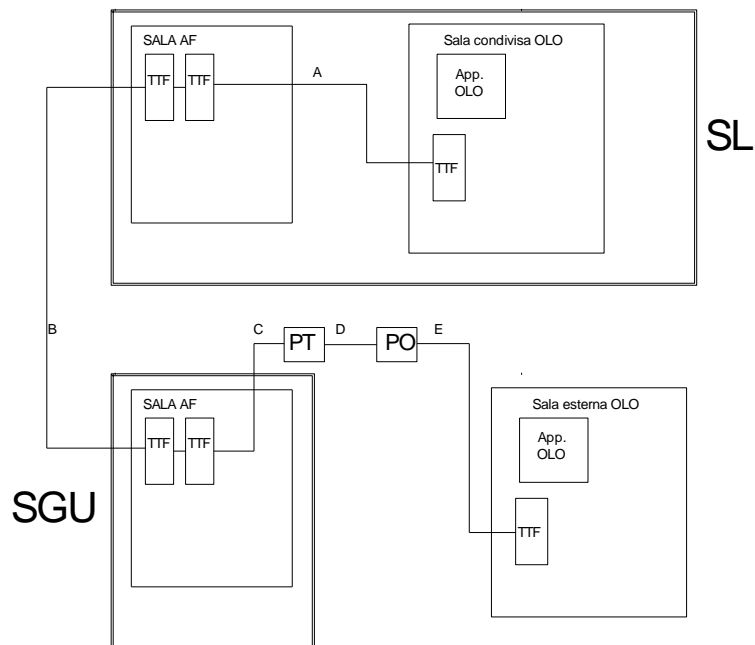 SALA AF
TTF
TTF
A
Sala condivisa OLO
App.
OLO
TTF
SL
B
C
PT
D
PO
E
SALA AF
TTF
TTF
SGU
Sala esterna OLO
App.
OLO
TTF